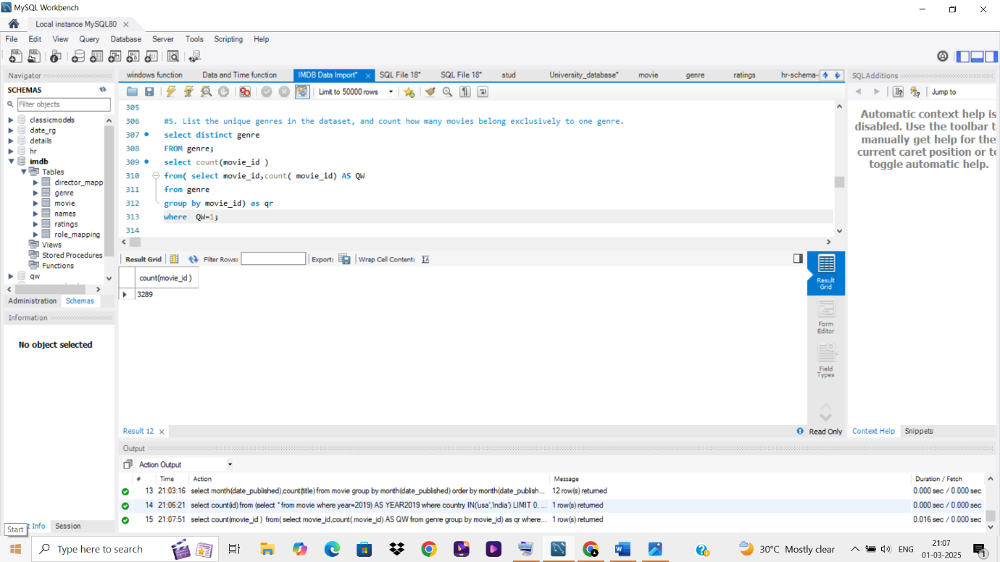 MySQL Workbench
Local instance MySQL80
File Edit View Query Database Server Tools Scripting Help
Navigator
SCHEMAS
Filter objects
classicmodels
date_rg
details
hr
imdb
Tables
director_mapp
genre
movie
names
ratings
role_mapping
Views
Stored Procedures
Functions
qw
Administration Schemas
Information
No object selected
Object Info Session
Start
windows function Data and Time function IMDB Data Import* SQL File 18* SQL File 18* stud University_database* movie genre ratings hr-schema-
Limit to 50000 rows
305
306 #5. List the unique genres in the dataset, and count how many movies belong exclusively to one genre.
307 select distinct genre
308 FROM genre;
309 select count(movie_id )
310 from( select movie_id,count( movie_id) AS QW
311 from genre
312 group by movie_id) as qr
313 where  QW=1;
314
Result Grid Filter Rows: Export: Wrap Cell Content:
count(movie_id )
3289
Result Grid
Form Editor
Field Types
Result 12
Read Only
SQLAdditions
Jump to
Automatic context help is
disabled. Use the toolbar t
manually get help for the
current caret position or to
toggle automatic help.
Context Help Snippets
Output
Action Output
# Time Action Message Duration / Fetch
13 21:03:16 select month(date_published),count(title) from movie group by month(date_published) order by month(date_publish... 12 row(s) returned 0.000 sec / 0.000 sec
14 21:06:21 select count(id) from (select * from movie where year=2019) AS YEAR2019 where country IN('usa','india') LIMIT 0, ... 1 row(s) returned 0.000 sec / 0.000 sec
15 21:07:51 select count(movie_id ) from( select movie_id,count( movie_id) AS QW from genre group by movie_id) as qr where... 1 row(s) returned 0.016 sec / 0.000 sec
Type here to search
30°C Mostly clear
ENG
21:07
01-03-2025
1